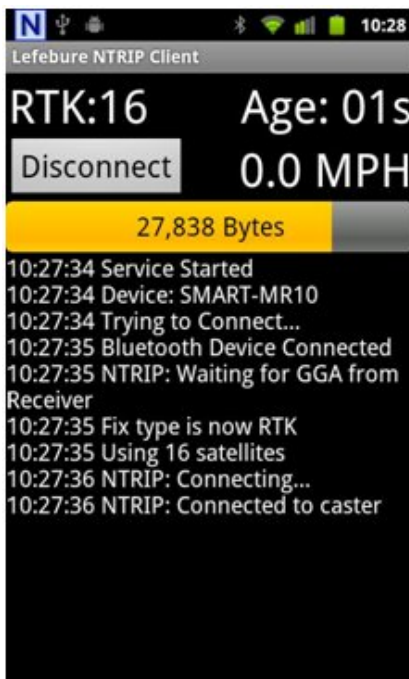 N 10:28
Lefebure NTRIP Client
RTK:16 Age: 01s
Disconnect 0.0 MPH
27,838 Bytes
10:27:34 Service Started
10:27:34 Device: SMART-MR10
10:27:34 Trying to Connect...
10:27:35 Bluetooth Device Connected
10:27:35 NTRIP: Waiting for GGA from
Receiver
10:27:35 Fix type is now RTK
10:27:35 Using 16 satellites
10:27:36 NTRIP: Connecting...
10:27:36 NTRIP: Connected to caster